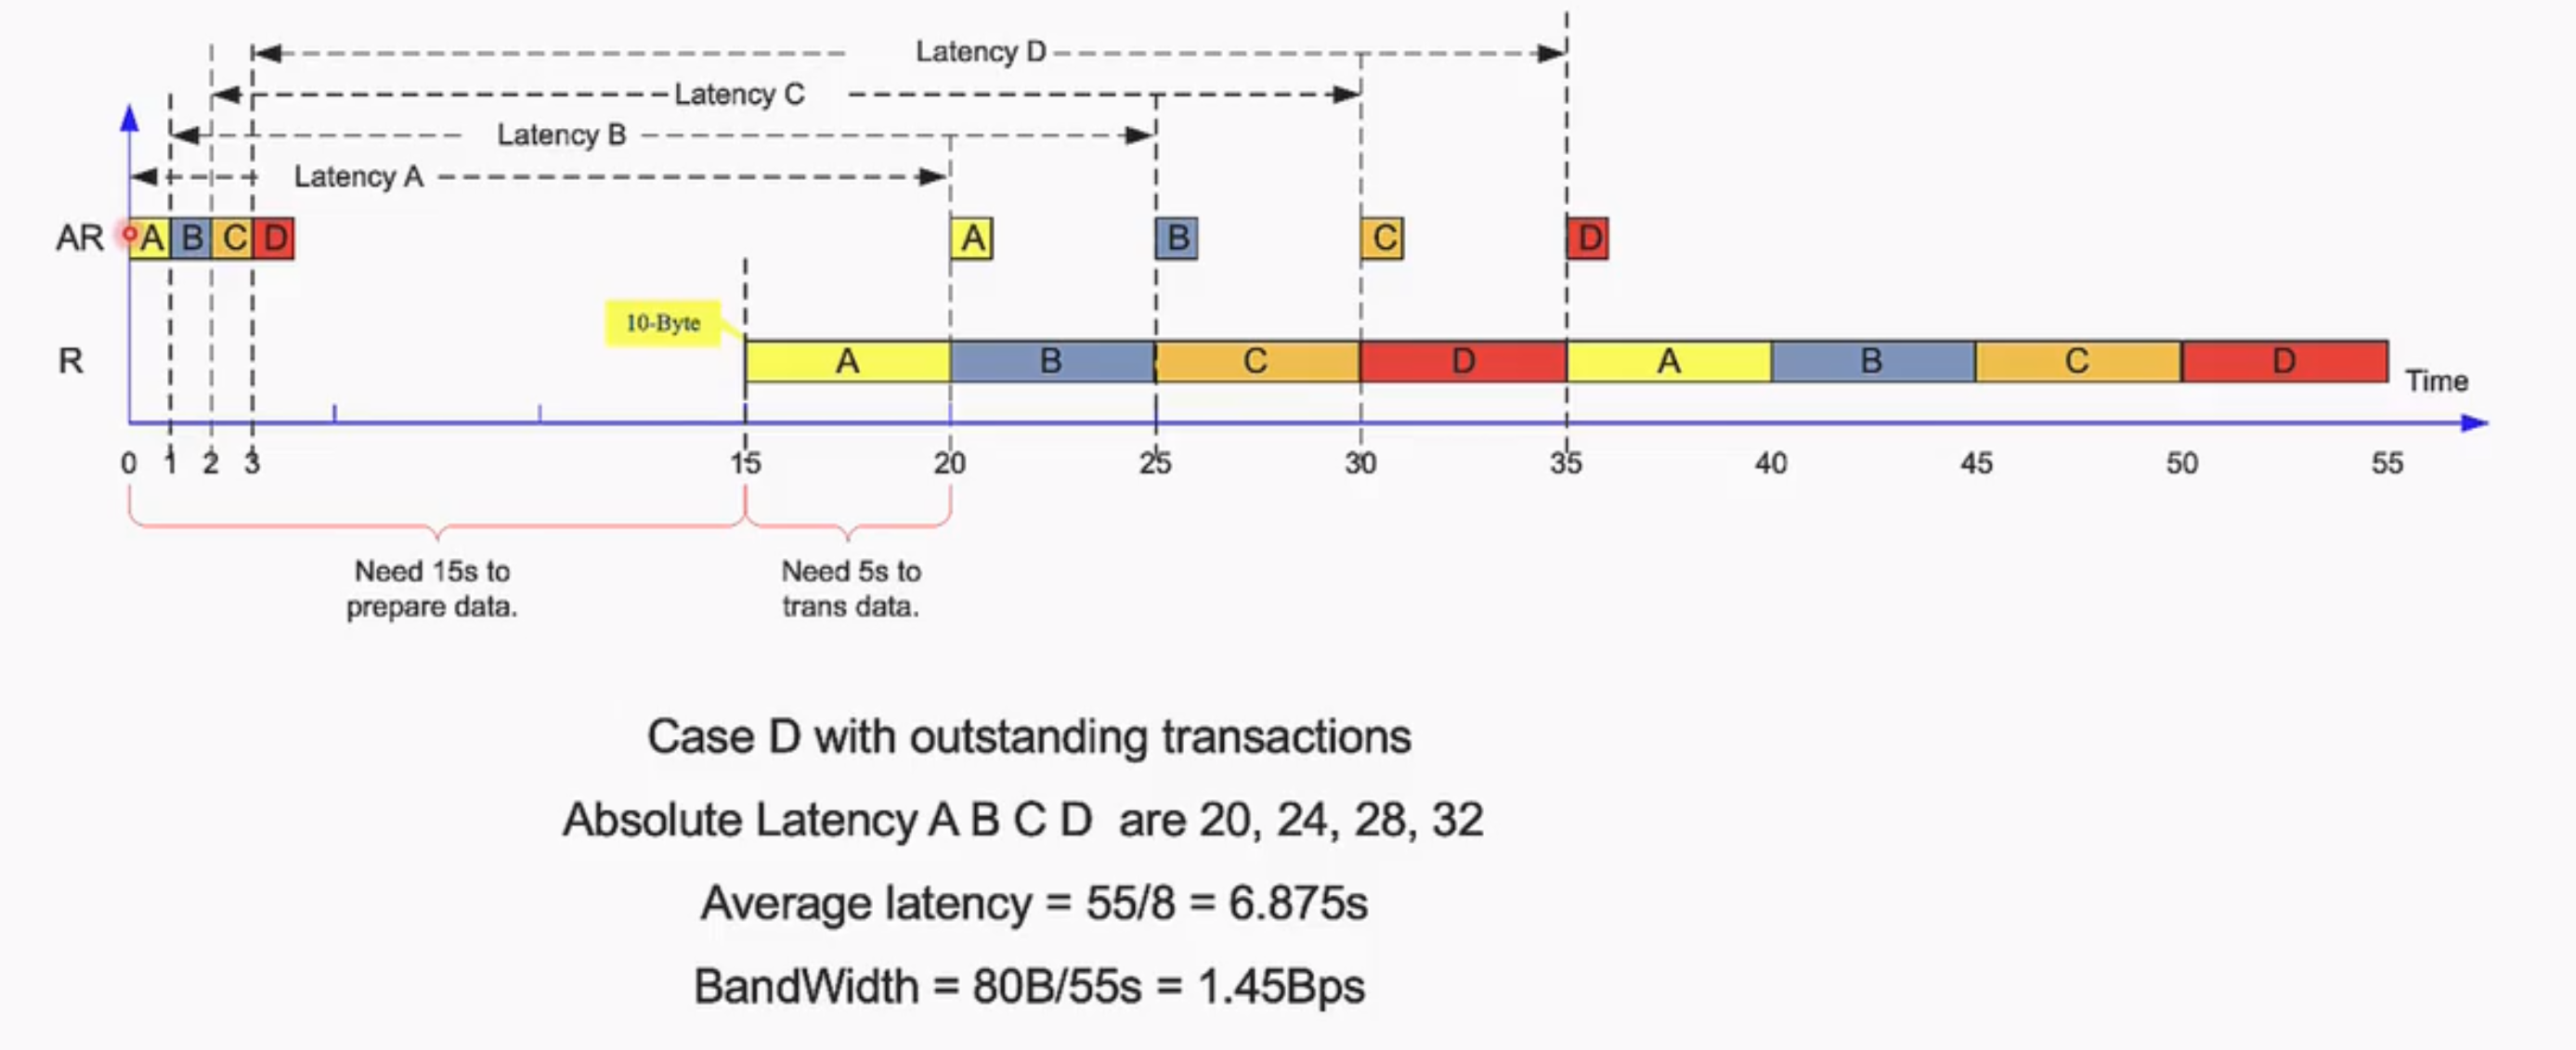 Latency D
Latency C
Latency B
Latency A
AR A B C D A B C D
10-Byte
R A B C D A B C D
Time
0 1 2 3 15 20 25 30 35 40 45 50 55
Need 15s to
prepare data.
Need 5s to
trans data.
Case D with outstanding transactions
Absolute Latency A B C D are 20, 24, 28, 32
Average latency = 55/8 = 6.875s
BandWidth = 80B/55s = 1.45Bps